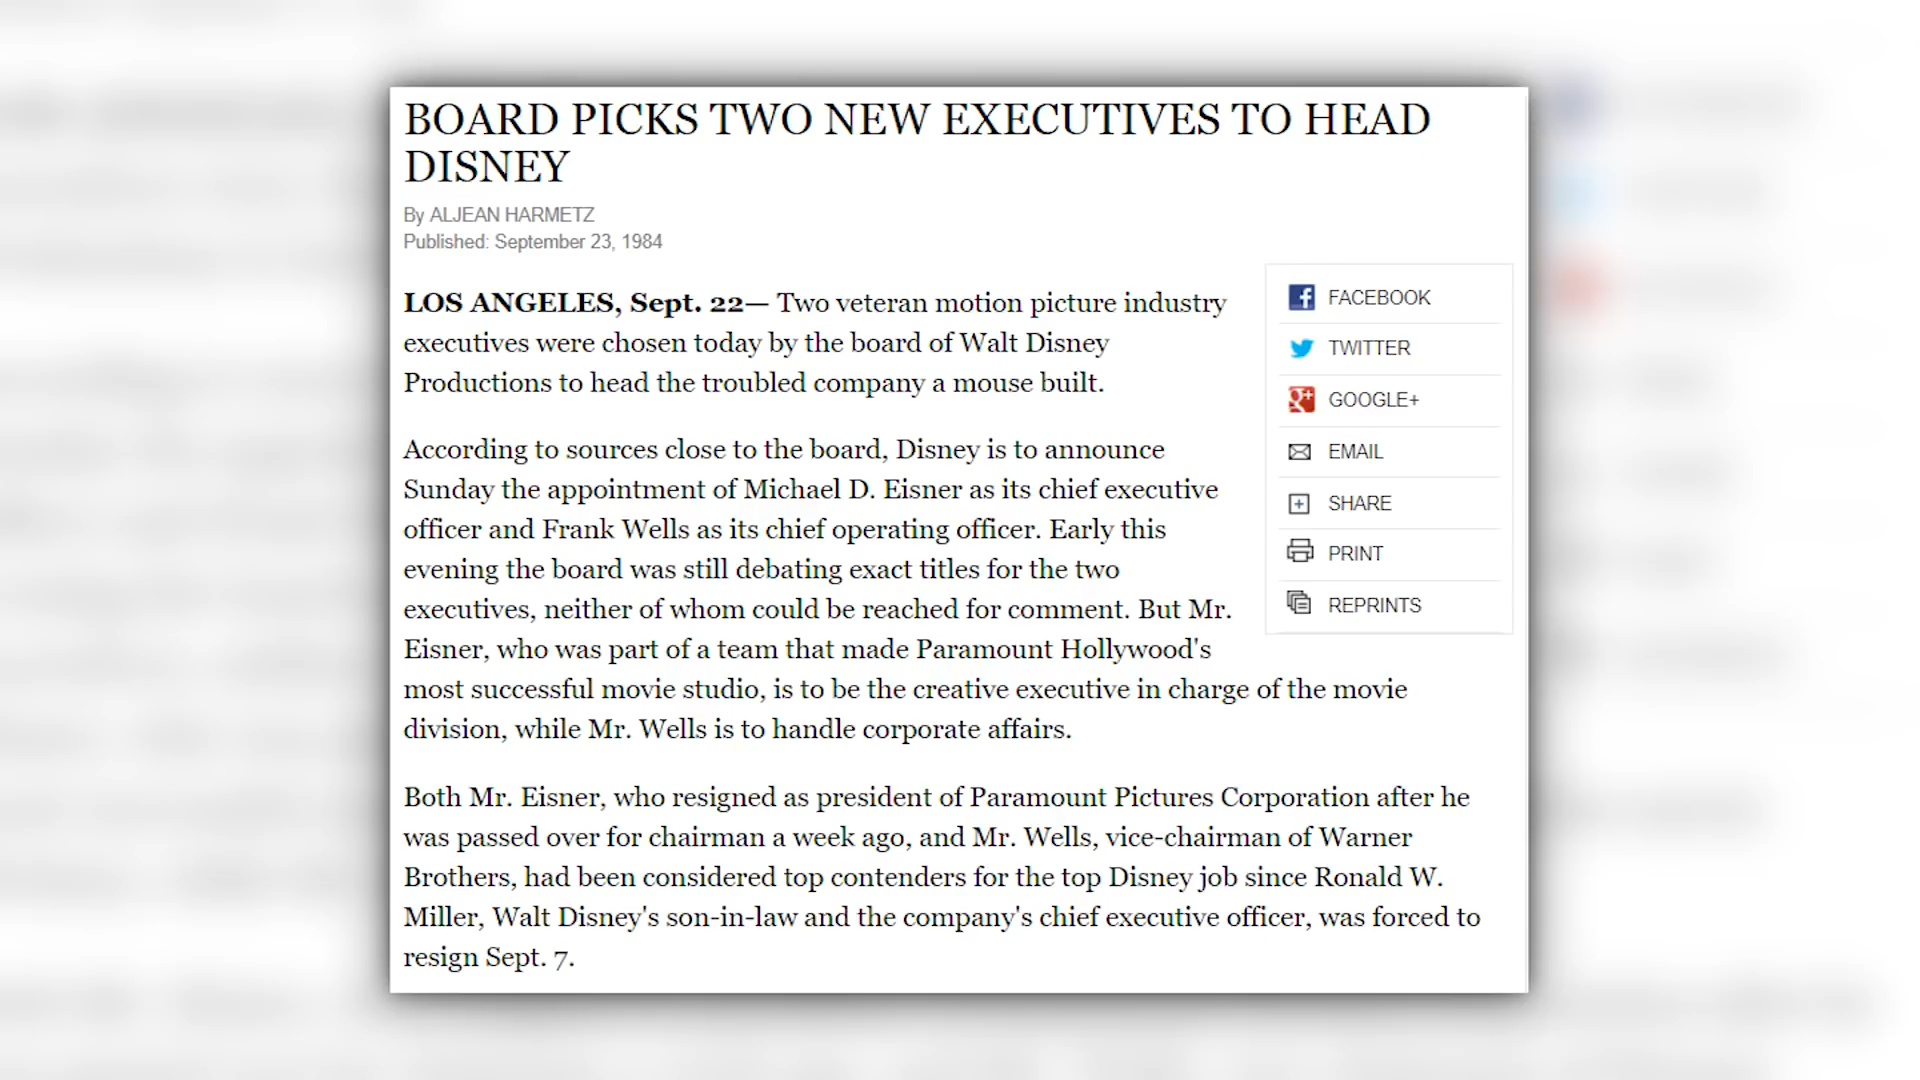 BOARD PICKS TWO NEW EXECUTIVES TO HEAD
DISNEY
By ALJEAN HARMETZ
Published: September 23, 1984
LOS ANGELES, Sept. 22— Two veteran motion picture industry
executives were chosen today by the board of Walt Disney
Productions to head the troubled company a mouse built.
According to sources close to the board, Disney is to announce
Sunday the appointment of Michael D. Eisner as its chief executive
officer and Frank Wells as its chief operating officer. Early this
evening the board was still debating exact titles for the two
executives, neither of whom could be reached for comment. But Mr.
Eisner, who was part of a team that made Paramount Hollywood's
most successful movie studio, is to be the creative executive in charge of the movie
division, while Mr. Wells is to handle corporate affairs.
Both Mr. Eisner, who resigned as president of Paramount Pictures Corporation after he
was passed over for chairman a week ago, and Mr. Wells, vice-chairman of Warner
Brothers, had been considered top contenders for the top Disney job since Ronald W.
Miller, Walt Disney's son-in-law and the company's chief executive officer, was forced to
resign Sept. 7.
FACEBOOK
TWITTER
GOOGLE+
EMAIL
SHARE
PRINT
REPRINTS